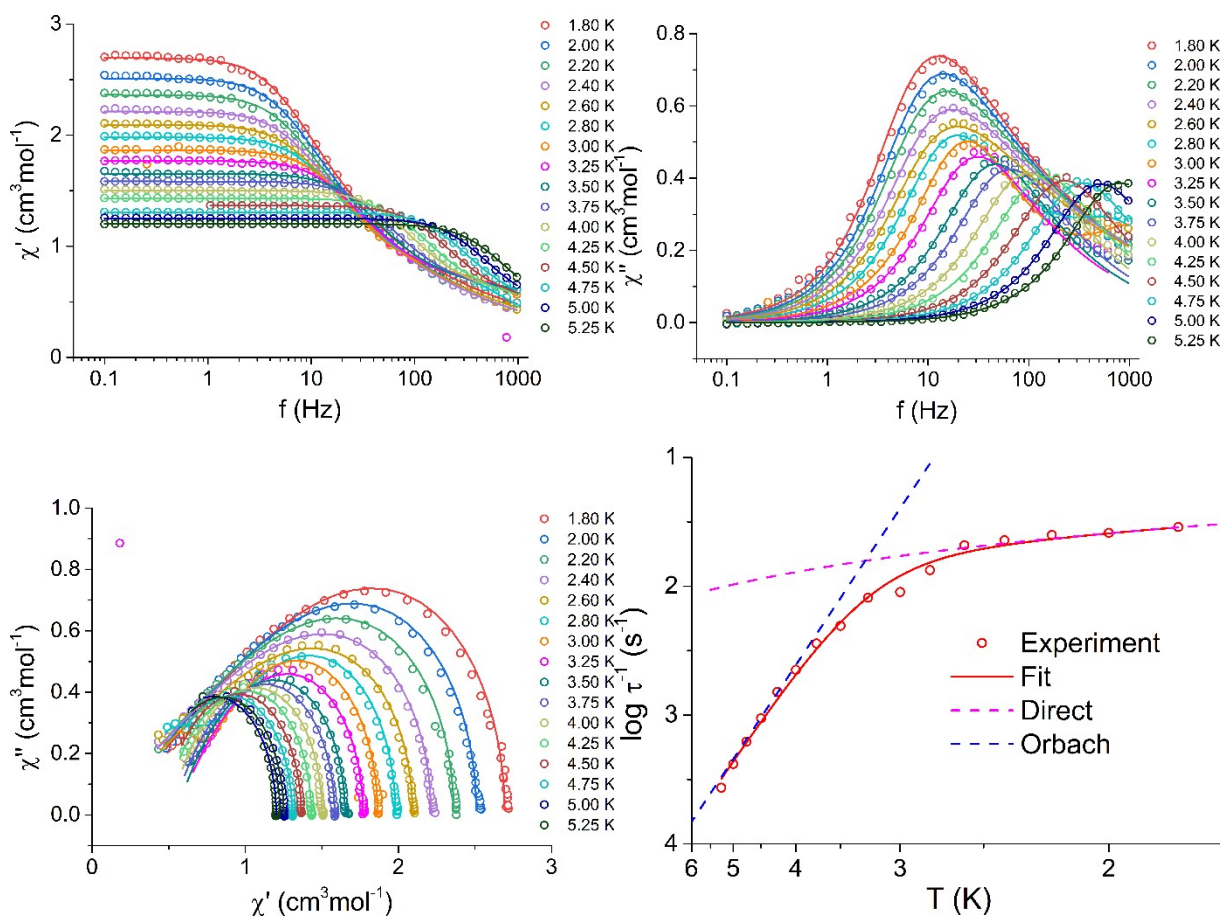 3
2
1
0
0.1
1
10
100
1000
f (Hz)
χ' (cm³mol⁻¹)
1.80 K
2.00 K
2.20 K
2.40 K
2.60 K
2.80 K
3.00 K
3.25 K
3.50 K
3.75 K
4.00 K
4.25 K
4.50 K
4.75 K
5.00 K
5.25 K
0.8
0.6
0.4
0.2
0.0
0.1
1
10
100
1000
f (Hz)
χ'' (cm³mol⁻¹)
1.80 K
2.00 K
2.20 K
2.40 K
2.60 K
2.80 K
3.00 K
3.25 K
3.50 K
3.75 K
4.00 K
4.25 K
4.50 K
4.75 K
5.00 K
5.25 K
1.0
0.8
0.6
0.4
0.2
0.0
0
1
2
3
χ' (cm³mol⁻¹)
χ'' (cm³mol⁻¹)
1.80 K
2.00 K
2.20 K
2.40 K
2.60 K
2.80 K
3.00 K
3.25 K
3.50 K
3.75 K
4.00 K
4.25 K
4.50 K
4.75 K
5.00 K
5.25 K
1
2
3
4
6
5
4
3
2
T (K)
log τ⁻¹ (s⁻¹)
Experiment
Fit
Direct
Orbach